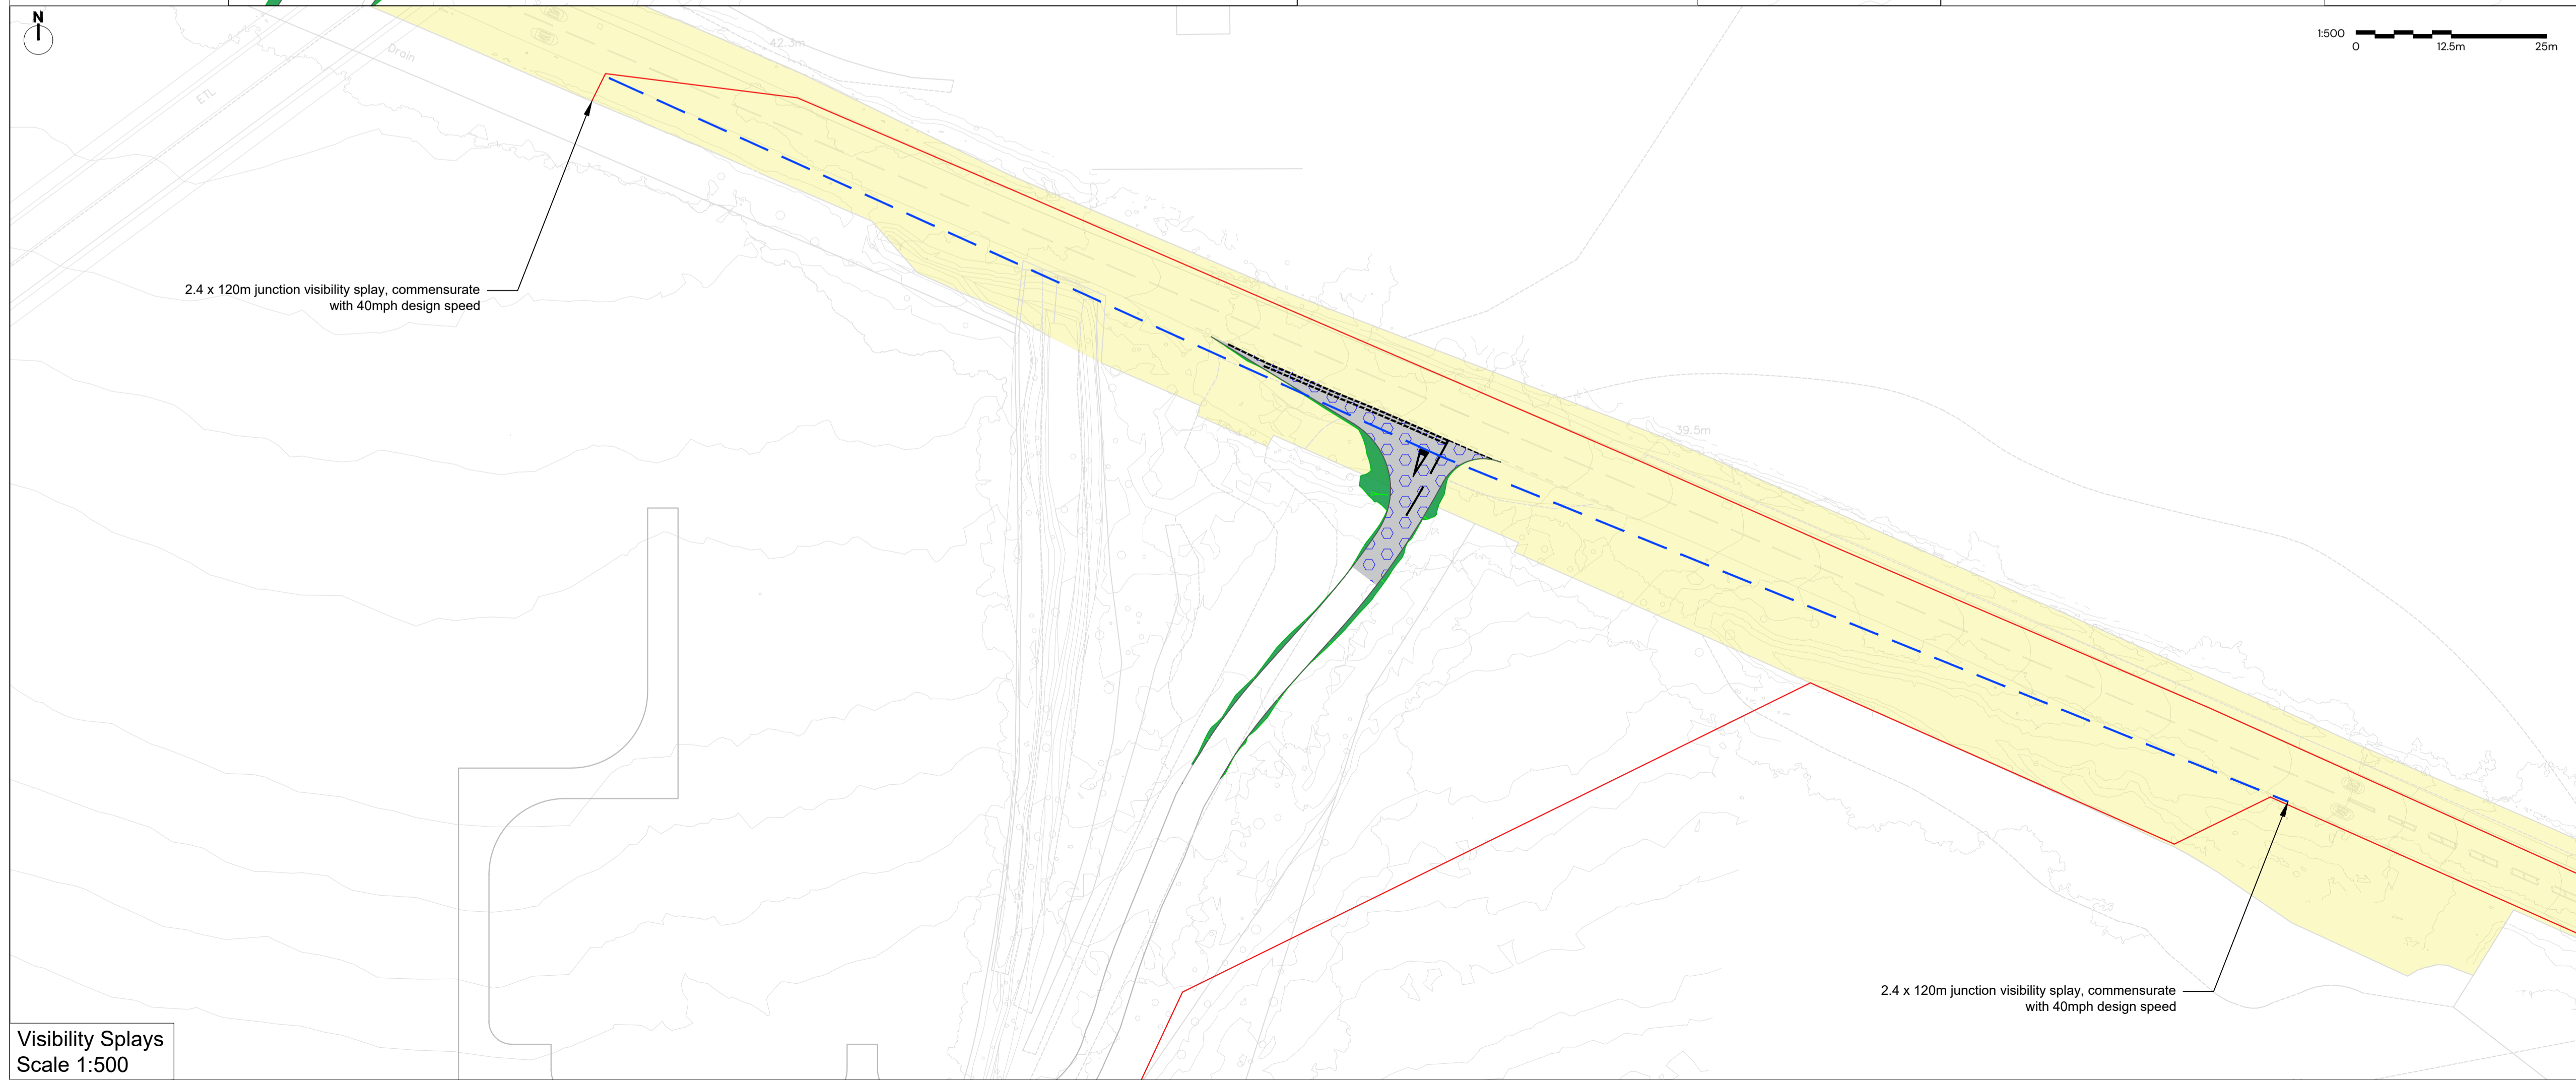 N
1:500
0 12.5m 25m
42.3m
Drain
ETL
2.4 x 120m junction visibility splay, commensurate
with 40mph design speed
39.5m
2.4 x 120m junction visibility splay, commensurate
with 40mph design speed
Visibility Splays
Scale 1:500